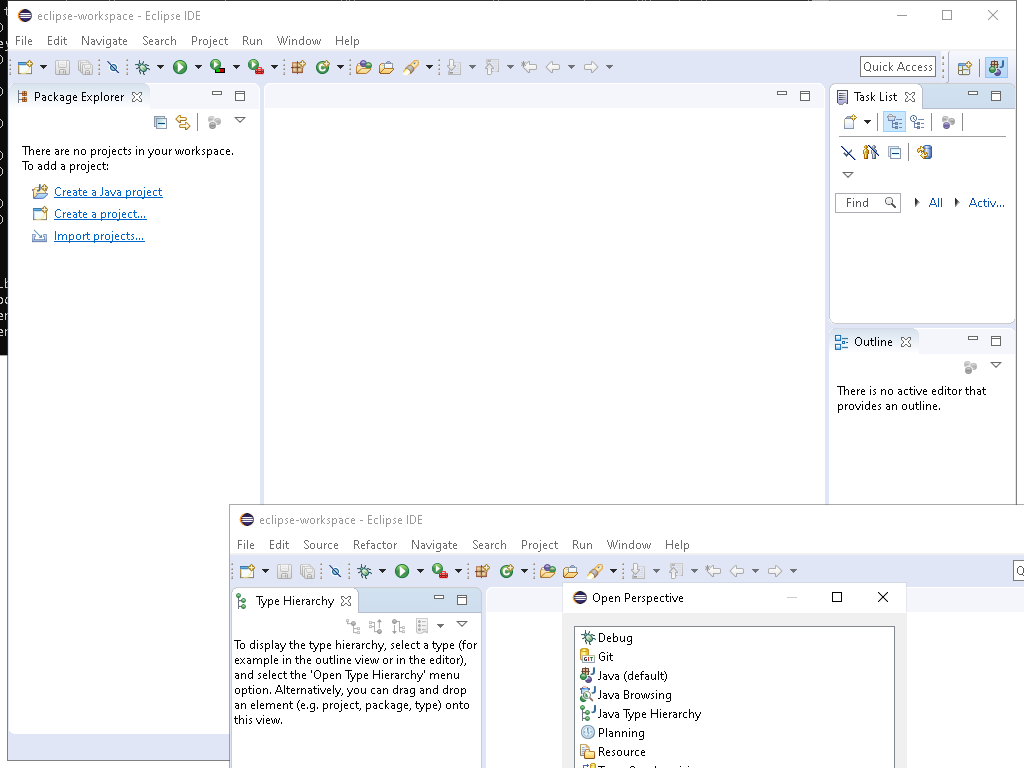 eclipse-workspace - Eclipse IDE
File Edit Navigate Search Project Run Window Help
Quick Access
Package Explorer
There are no projects in your workspace.
To add a project:
Create a Java project
Create a project...
Import projects...
Task List
Find All Activ...
Outline
There is no active editor that
provides an outline.
eclipse-workspace - Eclipse IDE
File Edit Source Refactor Navigate Search Project Run Window Help
Type Hierarchy
To display the type hierarchy, select a type (for
example in the outline view or in the editor),
and select the 'Open Type Hierarchy' menu
option. Alternatively, you can drag and drop
an element (e.g. project, package, type) onto
this view.
Open Perspective
Debug
Git
Java (default)
Java Browsing
Java Type Hierarchy
Planning
Resource